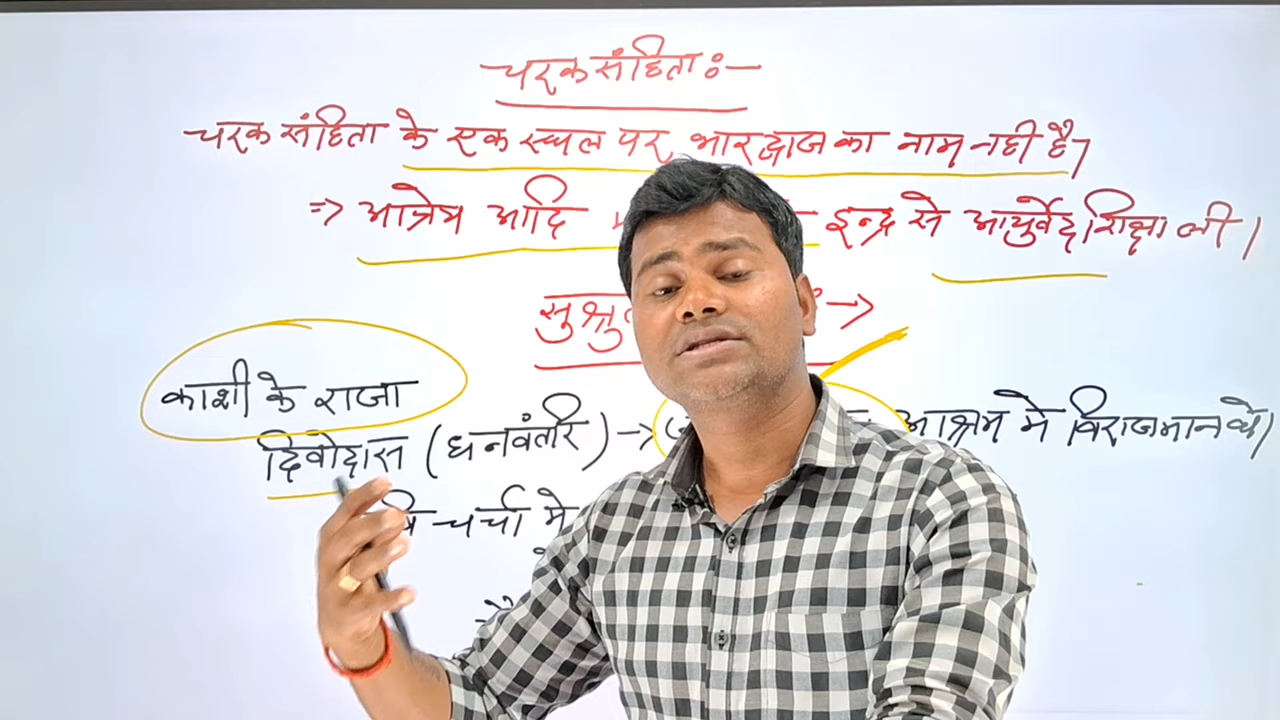 चरक संहिता :-
चरक संहिता के एक स्थल पर भारद्वाज का नाम नहीं है।
⇒ आत्रेय आदि इन्द्र से आयुर्वेद शिक्षा ली।
→
काशी के राजा
दिवोदास (धनवंतरि) → आश्रम में विराजमान थे।
चर्चा में